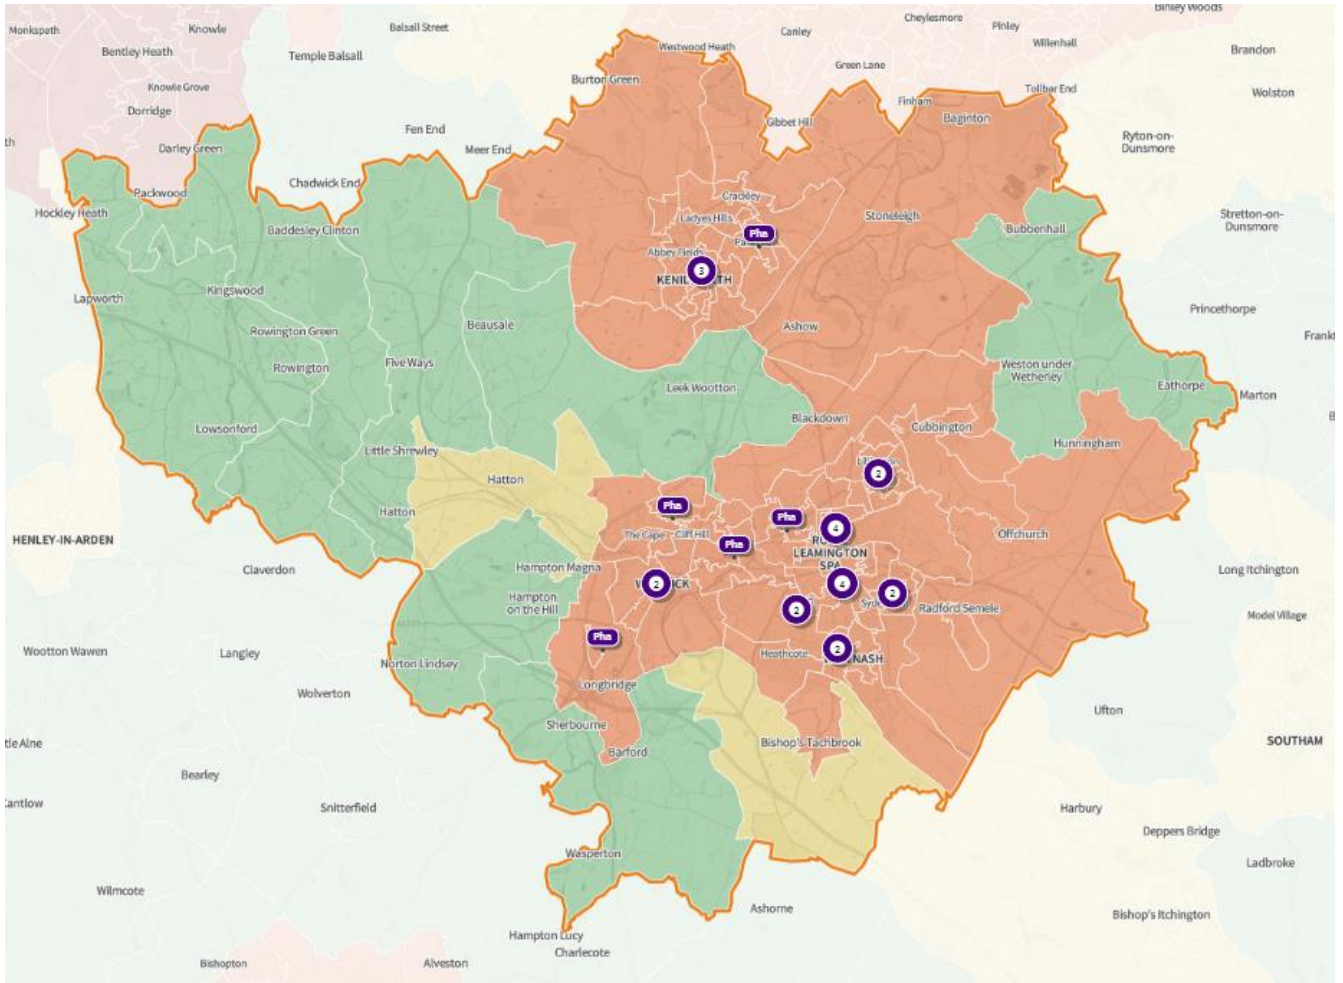 Monkspath
Knowle
Balsall Street
Cheylesmore
Binley Woods
Bentley Heath
Temple Balsall
Westwood Heath
Canley
Pinley
Willenhall
Brandon
Knowle Grove
Burton Green
Green Lane
Tollbar End
Wolston
Dorridge
Finham
Baginton
Gibbet Hill
Fen End
Ryton-on-
Dunsmore
th
Darley Green
Meer End
Chadwick End
Packwood
Crackley
Hockley Heath
Ladyes Hills
Stoneleigh
Stretton-on-
Dunsmore
Baddesley Clinton
Pha
Bubbenhall
Abbey Fields
3
Kingswood
Lapworth
Princethorpe
Rowington Green
Beausale
Ashow
Frankt
Rowington
Five Ways
Weston under
Wetherley
Leek Wootton
Eathorpe
Marton
Blackdown
Lowsonford
Cubbington
B
Little Shrewley
Hunningham
Hatton
2
Hatton
Pha
Pha
4
The Cape
Cliff Hill
Pha
Offchurch
HENLEY-IN-ARDEN
LEAMINGTON
SPA
Claverdon
Hampton Magna
Long Itchington
2
4
2
Hampton
on the Hill
2
Radford Semele
Model Village
Pha
Wootton Wawen
Langley
Norton Lindsey
Heathcote
2
Longbridge
Wolverton
Ufton
Sherbourne
Bishop's Tachbrook
SOUTHAM
tle Alne
Barford
Bearley
Cantlow
Snitterfield
Harbury
Deppers Bridge
Wasperton
Ladbroke
Wilmcote
Ashorne
Bishop's Itchington
Hampton Lucy
Charlecote
Bishopton
Alveston